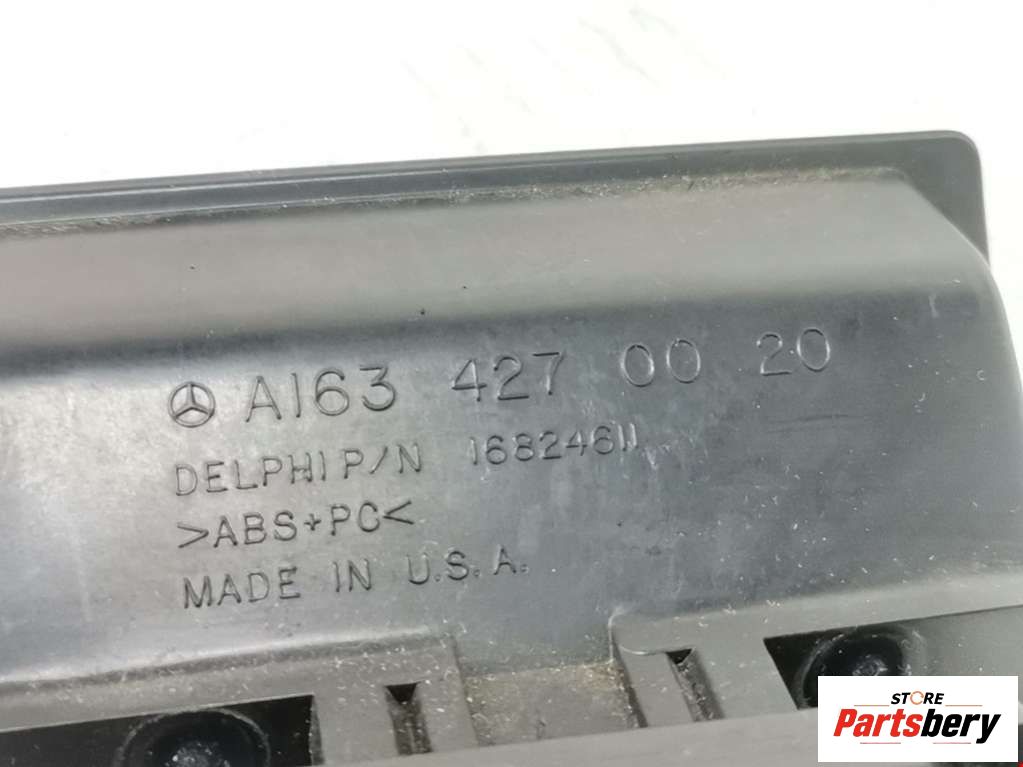 A163 427 00 20
DELPHI P/N 16824611
>ABS+PC<
MADE IN U.S.A.
STORE
Partsbery